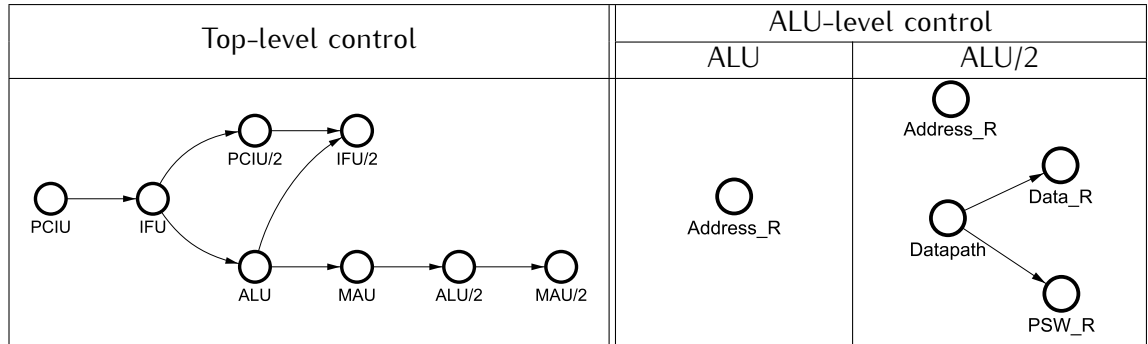 Top-level control
ALU-level control
ALU
ALU/2
PCIU
IFU
PCIU/2
IFU/2
ALU
MAU
ALU/2
MAU/2
Address_R
Address_R
Data_R
Datapath
PSW_R